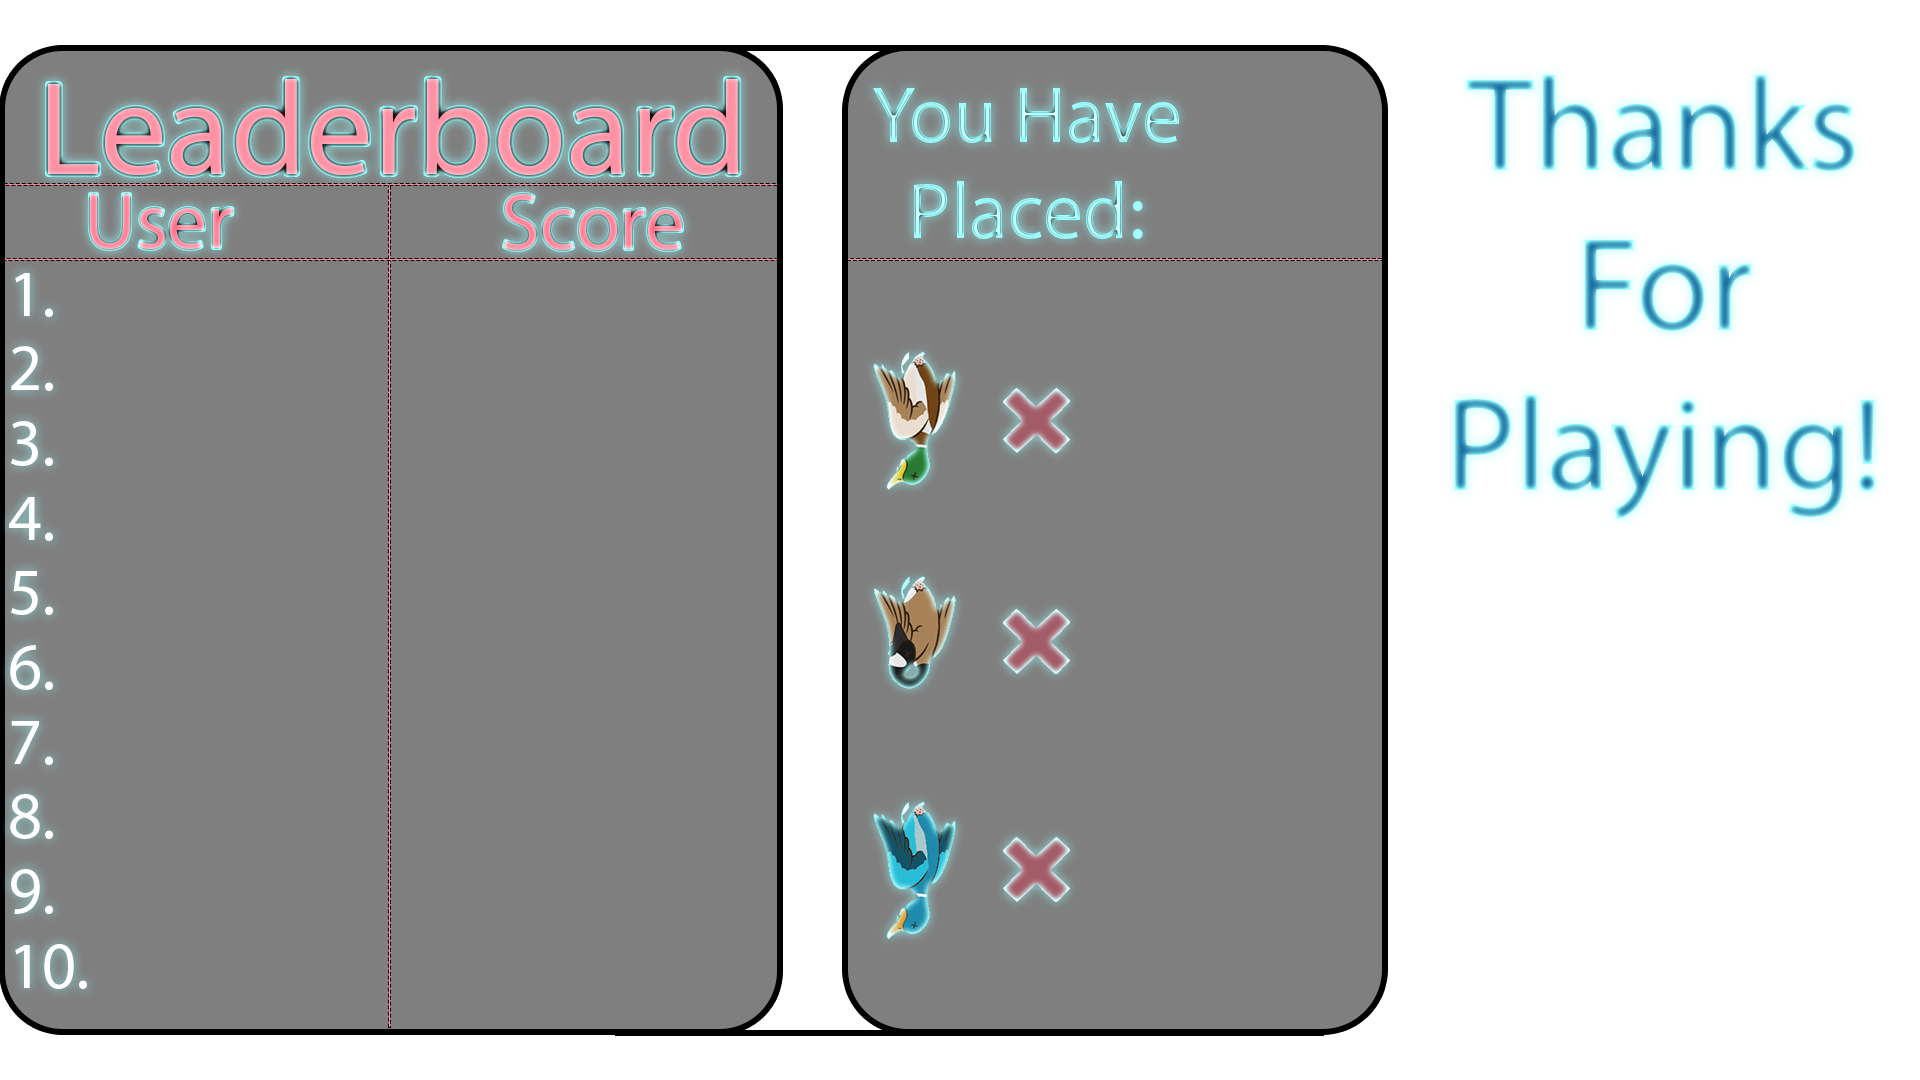 Leaderboard
User Score
1.
2.
3.
4.
5.
6.
7.
8.
9.
10.
You Have
Placed:
Thanks
For
Playing!